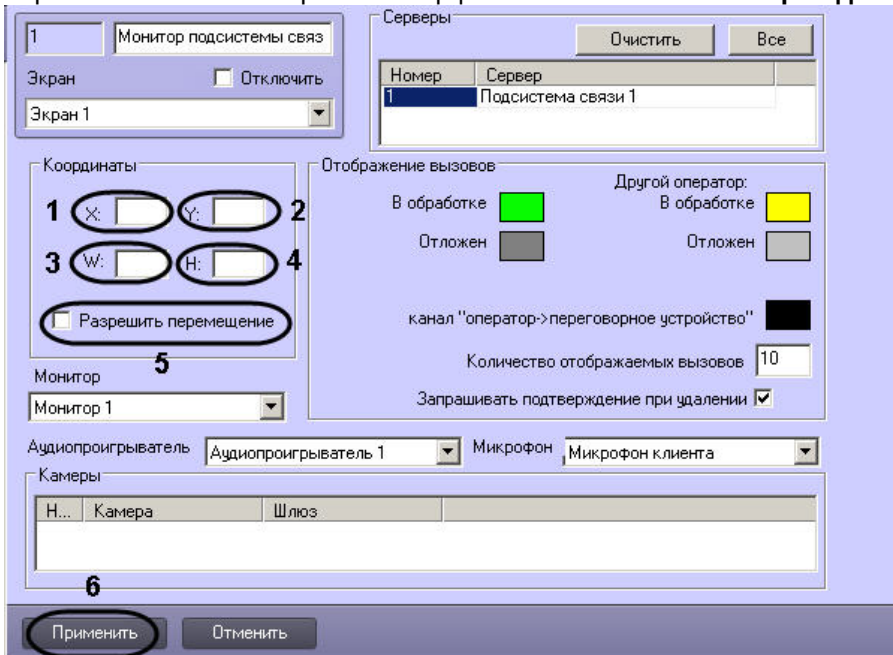 1 Монитор подсистемы связ
Экран Отключить
Экран 1
Серверы
Очистить Все
Номер Сервер
1 Подсистема связи 1
Координаты
1 X: Y: 2
3 W: H: 4
Разрешить перемещение
5
Монитор
Монитор 1
Отображение вызовов
Другой оператор:
В обработке В обработке
Отложен Отложен
канал "оператор->переговорное устройство"
Количество отображаемых вызовов 10
Запрашивать подтверждение при удалении
Аудиопроигрыватель Аудиопроигрыватель 1 Микрофон Микрофон клиента
Камеры
Н... Камера Шлюз
6
Применить Отменить